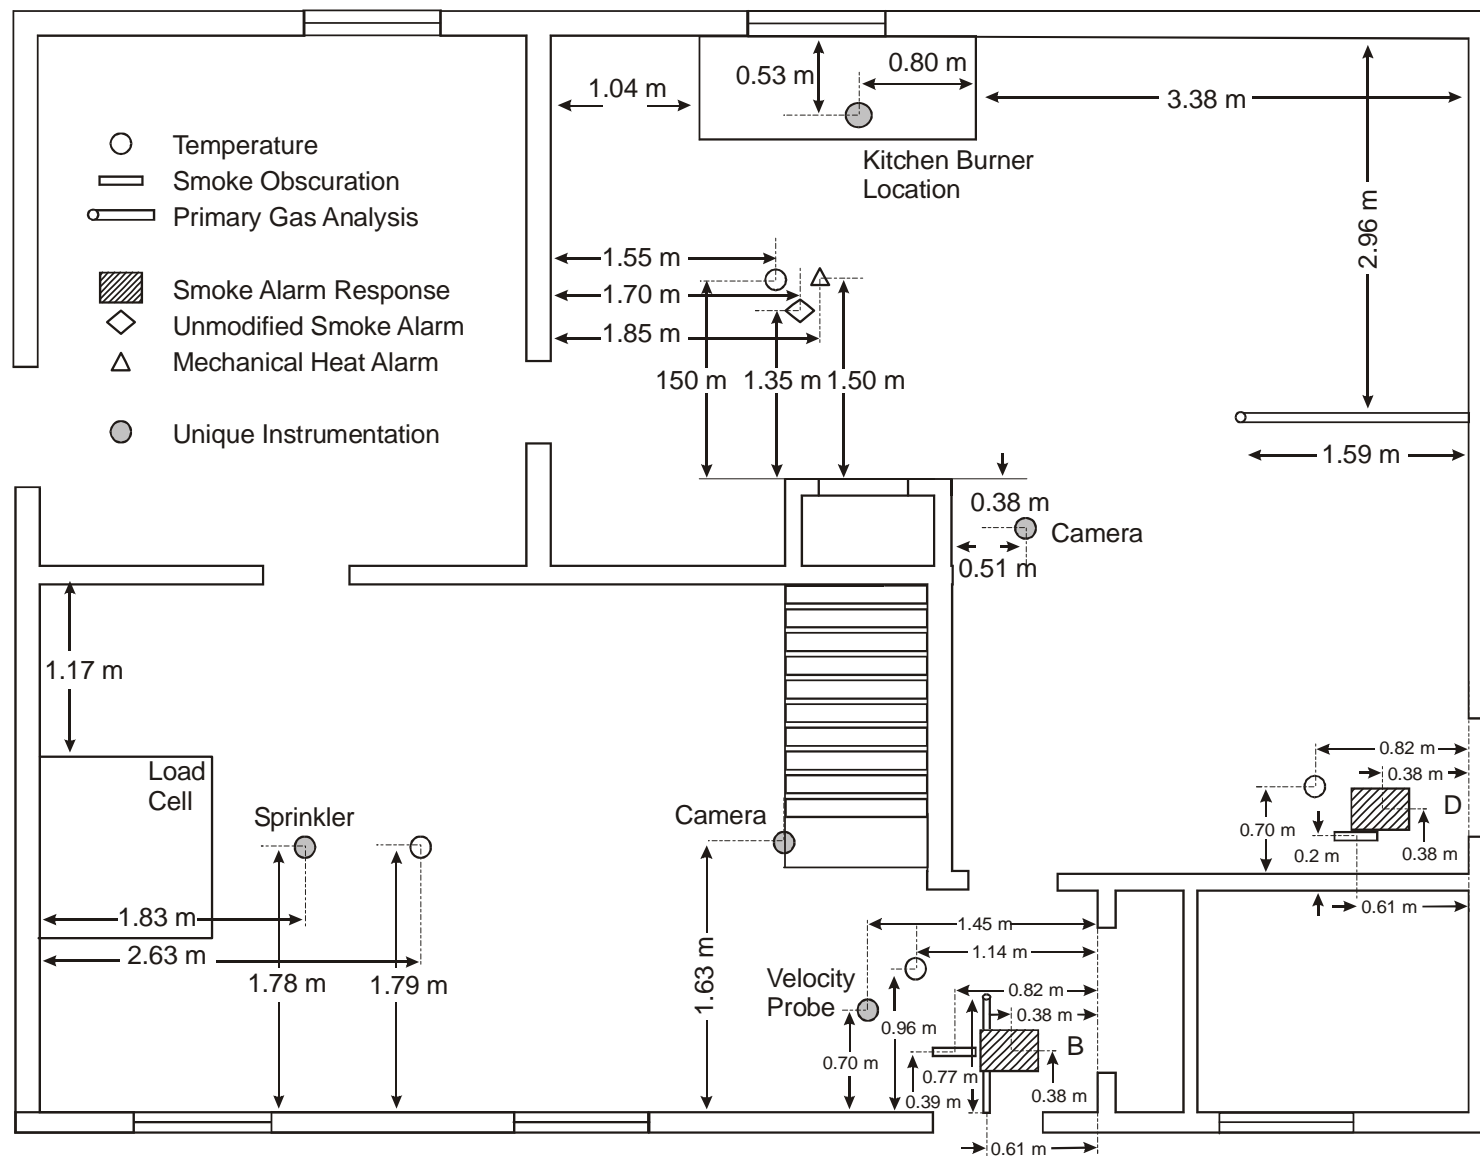 0.53 m
0.80 m
1.04 m
3.38 m
Temperature
Smoke Obscuration
Primary Gas Analysis
Kitchen Burner
Location
2.96 m
1.55 m
Smoke Alarm Response
1.70 m
Unmodified Smoke Alarm
1.85 m
Mechanical Heat Alarm
150 m
1.35 m
1.50 m
Unique Instrumentation
1.59 m
0.38 m
Camera
0.51 m
1.17 m
Load
Cell
Sprinkler
Camera
0.82 m
0.38 m
D
0.70 m
0.2 m
0.38 m
1.83 m
0.61 m
2.63 m
1.78 m
1.79 m
1.63 m
1.45 m
1.14 m
Velocity
Probe
0.82 m
0.38 m
0.96 m
B
0.70 m
0.77 m
0.39 m
0.38 m
0.61 m